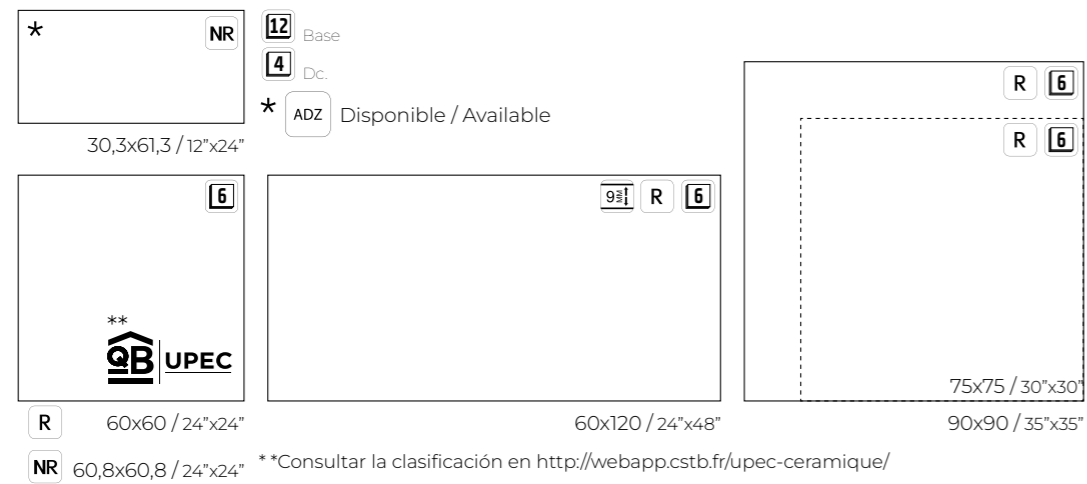 * NR
12 Base
4 Dc.
* ADZ Disponible / Available
30,3x61,3 / 12”x24”
R 6
R 6
6
9 MM R 6
**
QB UPEC
75x75 / 30”x30”
R 60x60 / 24”x24”
60x120 / 24”x48”
90x90 / 35”x35”
NR 60,8x60,8 / 24”x24”
* *Consultar la clasificación en http://webapp.cstb.fr/upec-ceramique/